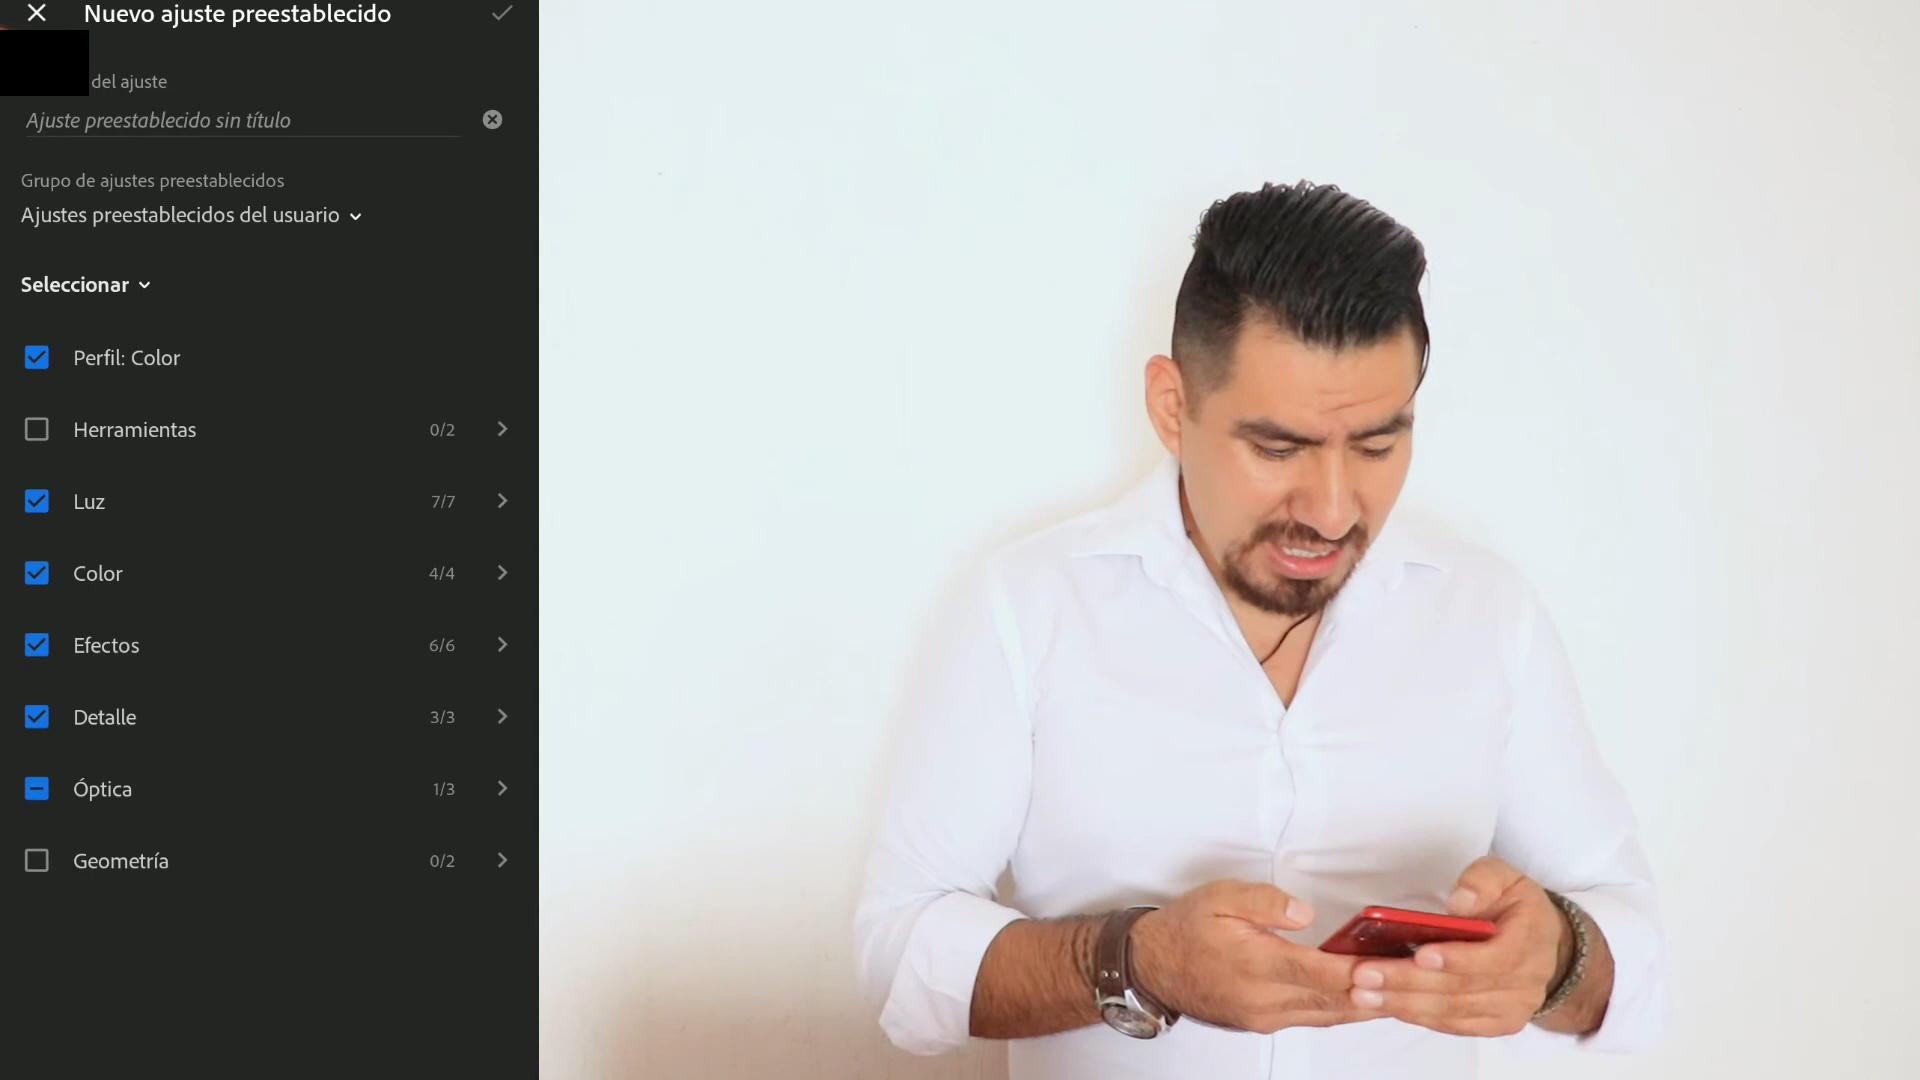 Nuevo ajuste preestablecido
del ajuste
Ajuste preestablecido sin título
Grupo de ajustes preestablecidos
Ajustes preestablecidos del usuario
Seleccionar
Perfil: Color
Herramientas 0/2
Luz 7/7
Color 4/4
Efectos 6/6
Detalle 3/3
Óptica 1/3
Geometría 0/2